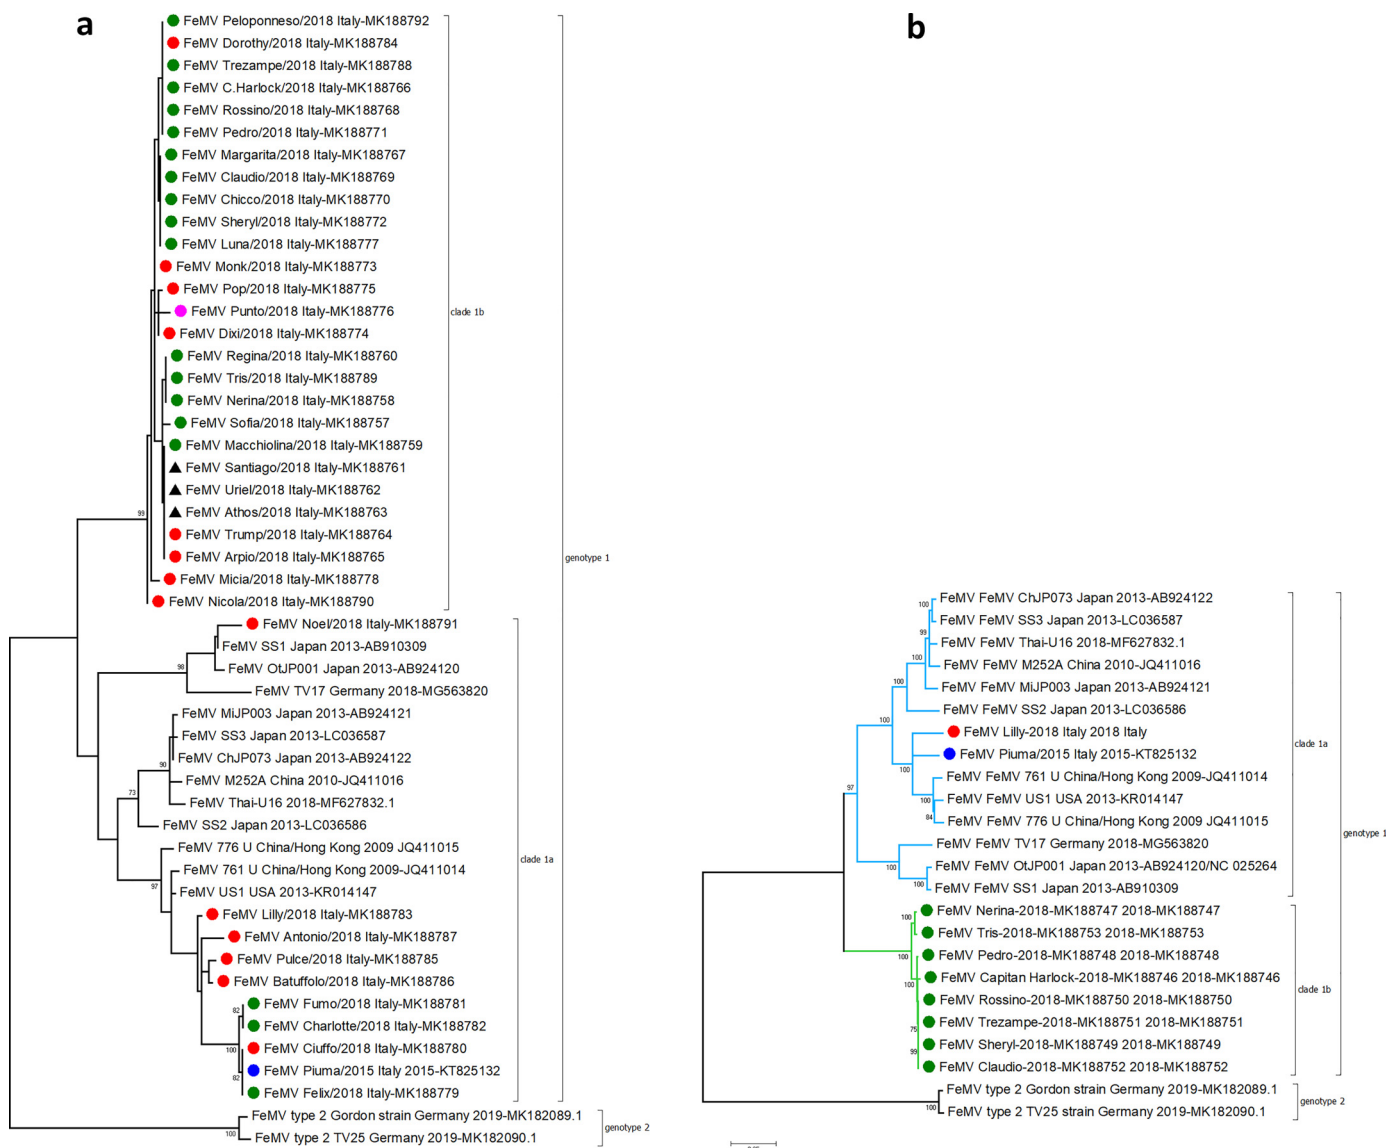 a
FeMV Peloponneso/2018 Italy-MK188792
FeMV Dorothy/2018 Italy-MK188784
FeMV Trezampe/2018 Italy-MK188788
FeMV C.Harlock/2018 Italy-MK188766
FeMV Rossino/2018 Italy-MK188768
FeMV Pedro/2018 Italy-MK188771
FeMV Margarita/2018 Italy-MK188767
FeMV Claudio/2018 Italy-MK188769
FeMV Chicco/2018 Italy-MK188770
FeMV Sheryl/2018 Italy-MK188772
FeMV Luna/2018 Italy-MK188777
FeMV Monk/2018 Italy-MK188773
FeMV Pop/2018 Italy-MK188775
FeMV Punto/2018 Italy-MK188776
clade 1b
FeMV Dixi/2018 Italy-MK188774
FeMV Regina/2018 Italy-MK188760
FeMV Tris/2018 Italy-MK188789
FeMV Nerina/2018 Italy-MK188758
FeMV Sofia/2018 Italy-MK188757
FeMV Macchiolina/2018 Italy-MK188759
FeMV Santiago/2018 Italy-MK188761
FeMV Uriel/2018 Italy-MK188762
FeMV Athos/2018 Italy-MK188763
99
FeMV Trump/2018 Italy-MK188764
FeMV Arpio/2018 Italy-MK188765
genotype 1
FeMV Micia/2018 Italy-MK188778
FeMV Nicola/2018 Italy-MK188790
FeMV Noel/2018 Italy-MK188791
FeMV SS1 Japan 2013-AB910309
98
FeMV OtJP001 Japan 2013-AB924120
FeMV TV17 Germany 2018-MG563820
FeMV MiJP003 Japan 2013-AB924121
FeMV SS3 Japan 2013-LC036587
FeMV ChJP073 Japan 2013-AB924122
90
FeMV M252A China 2010-JQ411016
73
FeMV Thai-U16 2018-MF627832.1
FeMV SS2 Japan 2013-LC036586
FeMV 776 U China/Hong Kong 2009 JQ411015
clade 1a
FeMV 761 U China/Hong Kong 2009-JQ411014
97
FeMV US1 USA 2013-KR014147
FeMV Lilly/2018 Italy-MK188783
FeMV Antonio/2018 Italy-MK188787
FeMV Pulce/2018 Italy-MK188785
FeMV Batuffolo/2018 Italy-MK188786
FeMV Fumo/2018 Italy-MK188781
82
FeMV Charlotte/2018 Italy-MK188782
FeMV Ciuffo/2018 Italy-MK188780
100
FeMV Piuma/2015 Italy 2015-KT825132
82
FeMV Felix/2018 Italy-MK188779
FeMV type 2 Gordon strain Germany 2019-MK182089.1
genotype 2
100
FeMV type 2 TV25 Germany 2019-MK182090.1
b
FeMV FeMV ChJP073 Japan 2013-AB924122
100
FeMV FeMV SS3 Japan 2013-LC036587
99
FeMV FeMV Thai-U16 2018-MF627832.1
100
FeMV FeMV M252A China 2010-JQ411016
100
FeMV FeMV MiJP003 Japan 2013-AB924121
FeMV FeMV SS2 Japan 2013-LC036586
100
FeMV Lilly-2018 Italy 2018 Italy
clade 1a
FeMV Piuma/2015 Italy 2015-KT825132
100
FeMV FeMV 761 U China/Hong Kong 2009-JQ411014
97
100
FeMV FeMV US1 USA 2013-KR014147
84
FeMV FeMV 776 U China/Hong Kong 2009 JQ411015
genotype 1
FeMV FeMV TV17 Germany 2018-MG563820
100
FeMV FeMV OtJP001 Japan 2013-AB924120/NC 025264
100
FeMV FeMV SS1 Japan 2013-AB910309
FeMV Nerina-2018-MK188747 2018-MK188747
100
FeMV Tris-2018-MK188753 2018-MK188753
100
FeMV Pedro-2018-MK188748 2018-MK188748
FeMV Capitan Harlock-2018-MK188746 2018-MK188746
100
clade 1b
FeMV Rossino-2018-MK188750 2018-MK188750
FeMV Trezampe-2018-MK188751 2018-MK188751
75
FeMV Sheryl-2018-MK188749 2018-MK188749
99
FeMV Claudio-2018-MK188752 2018-MK188752
FeMV type 2 Gordon strain Germany 2019-MK182089.1
genotype 2
100
FeMV type 2 TV25 strain Germany 2019-MK182090.1